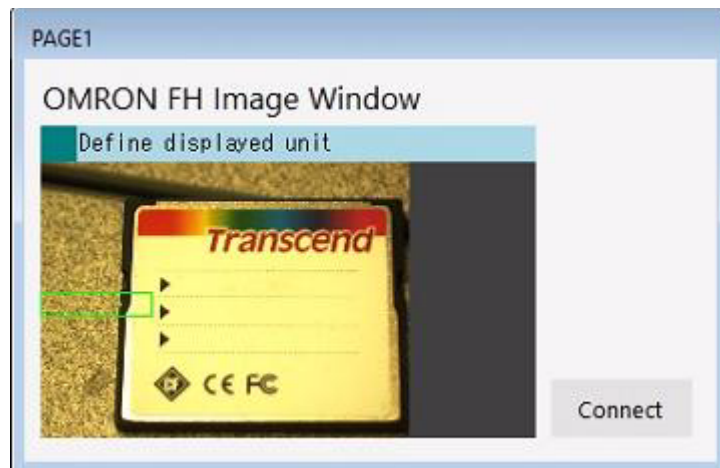 PAGE1
OMRON FH Image Window
Define displayed unit
Transcend
CE FC
Connect